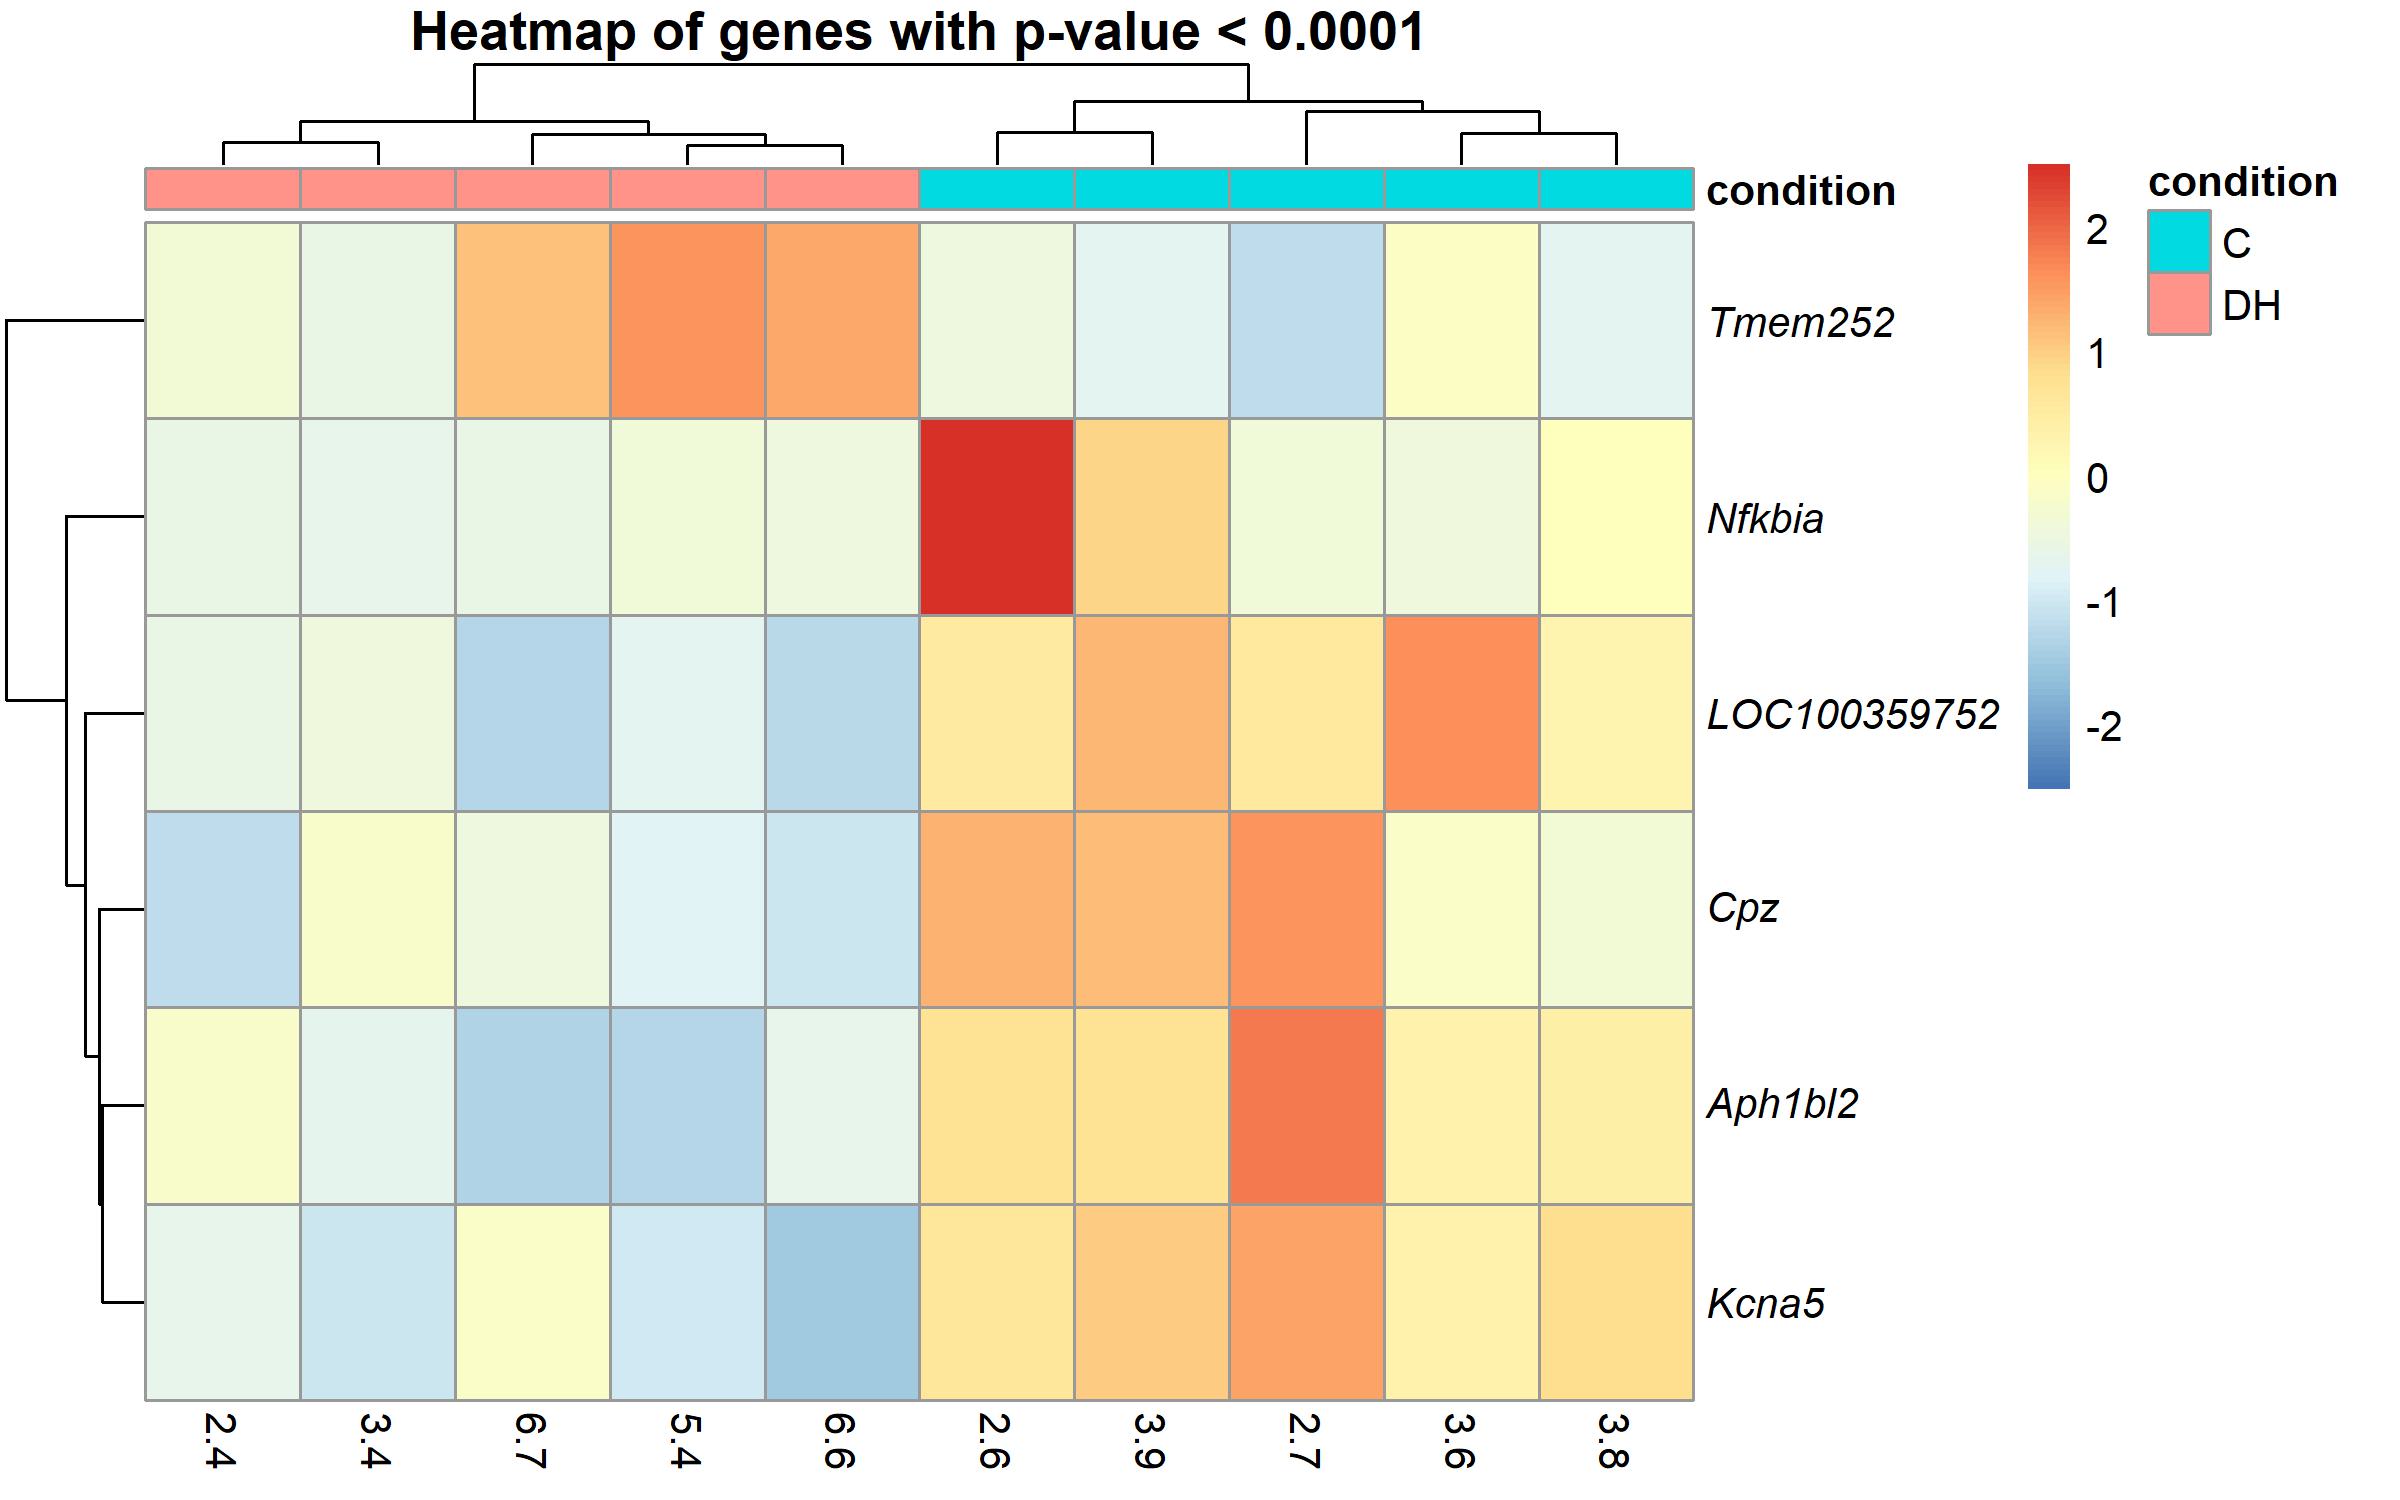 Heatmap of genes with p-value < 0.0001
condition
Tmem252
Nfkbia
LOC100359752
Cpz
Aph1bl2
Kcna5
2.4
3.4
6.7
5.4
6.6
2.6
3.9
2.7
3.6
3.8
2
1
0
-1
-2
condition
C
DH